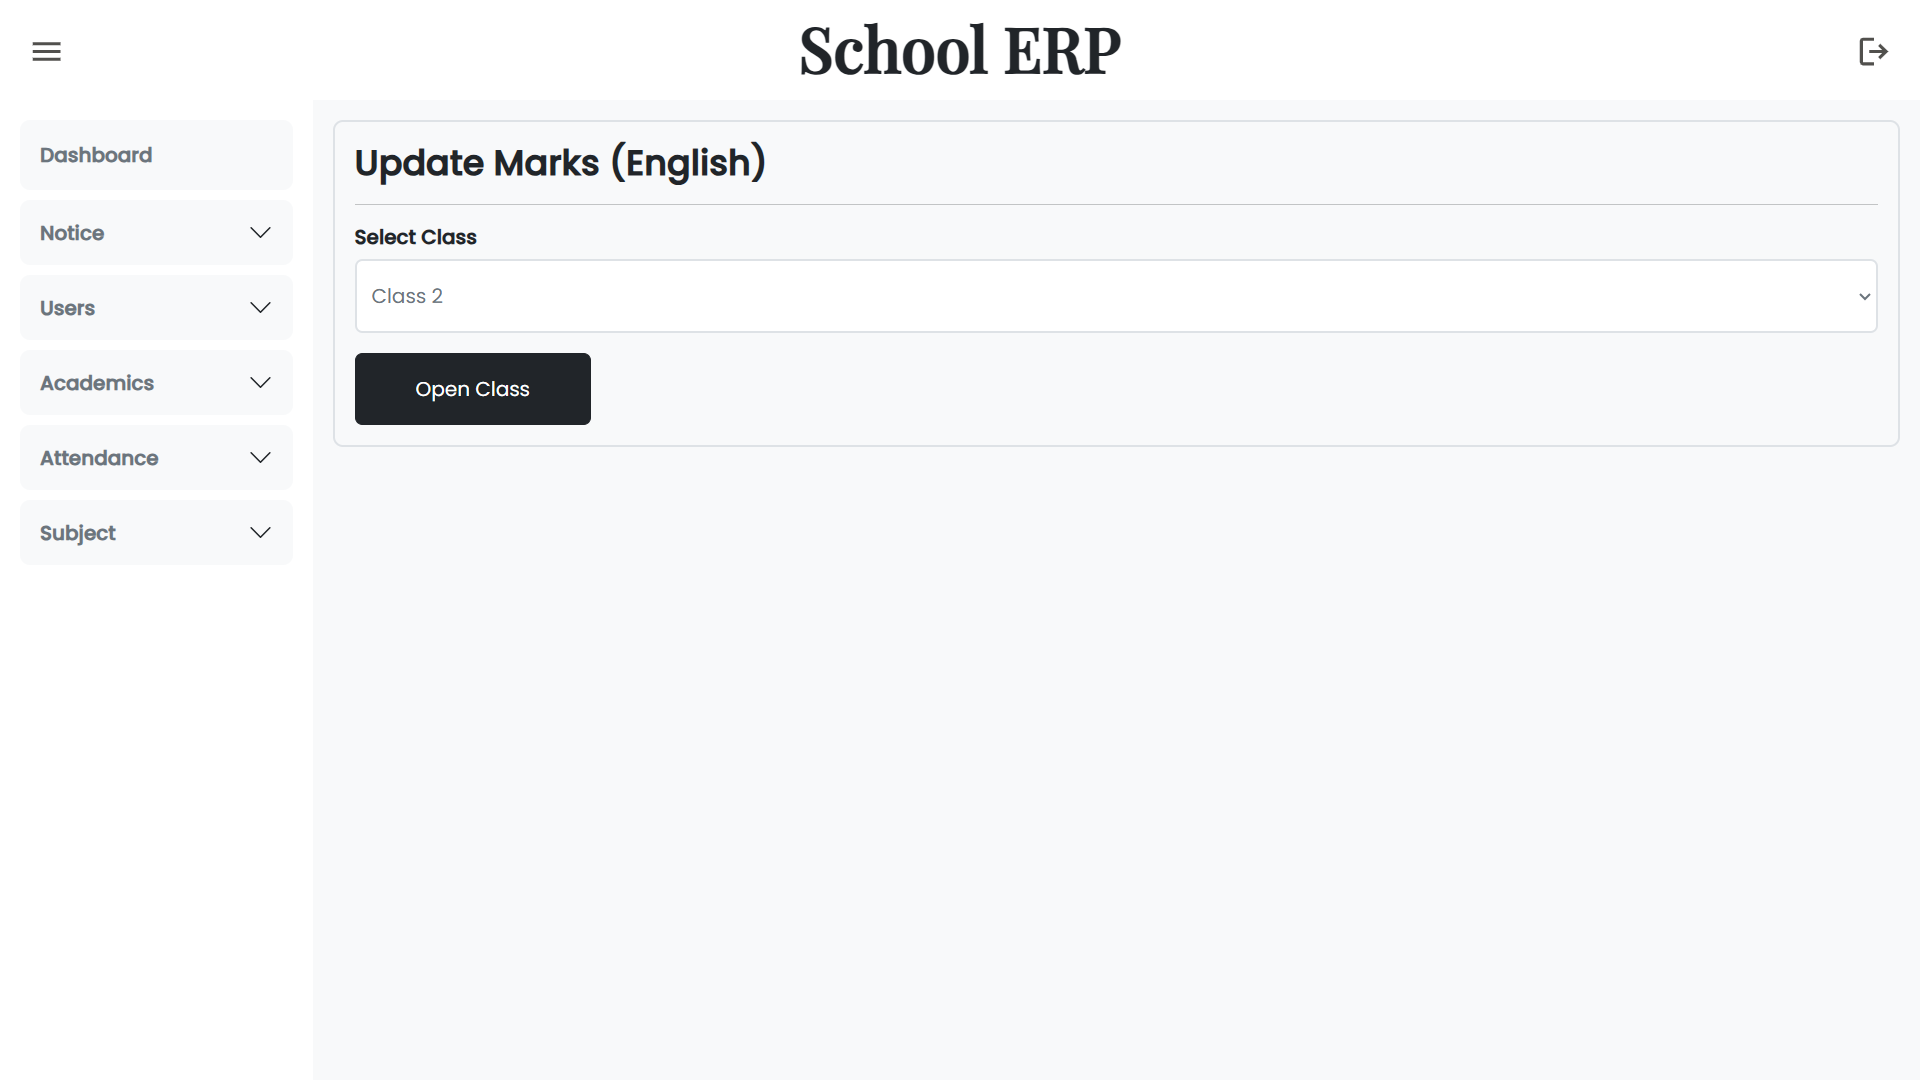 School ERP
Dashboard
Notice
Users
Academics
Attendance
Subject
Update Marks (English)
Select Class
Class 2
Open Class